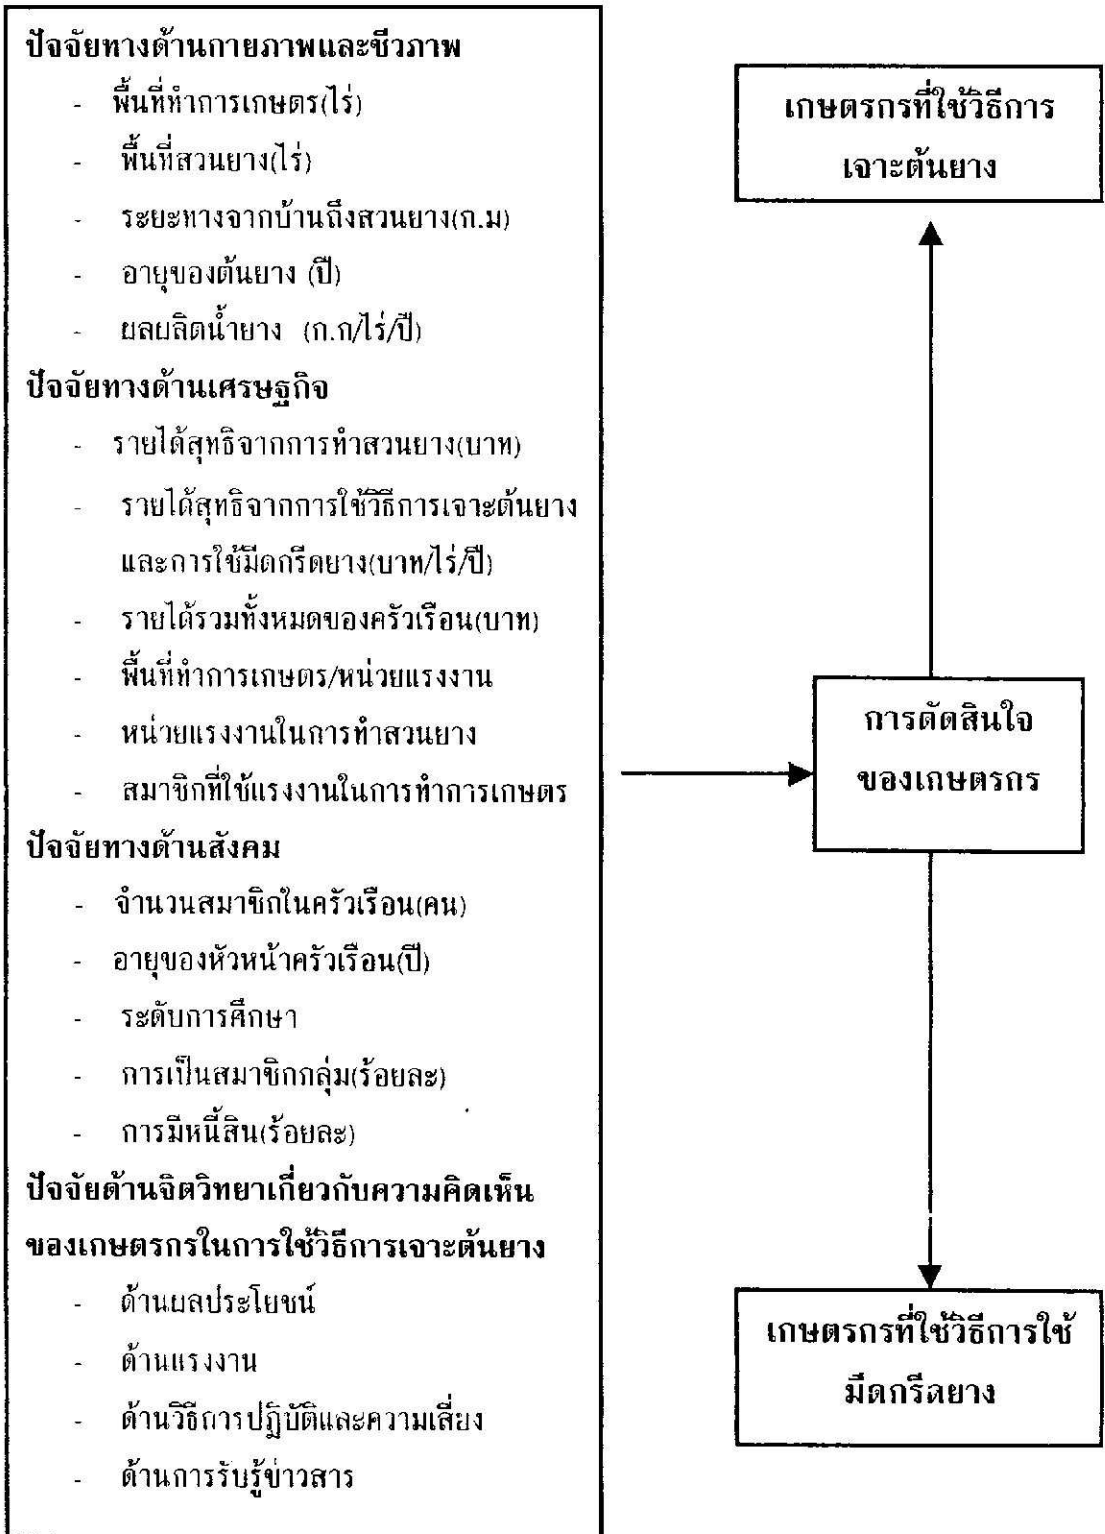 ปัจจัยทางด้านกายภาพและชีวภาพ
- พื้นที่ทำการเกษตร(ไร่)
- พื้นที่สวนยาง(ไร่)
- ระยะทางจากบ้านถึงสวนยาง(ก.ม)
- อายุของต้นยาง (ปี)
- ผลผลิตน้ำยาง (ก.ก/ไร่/ปี)
ปัจจัยทางด้านเศรษฐกิจ
- รายได้สุทธิจากการทำสวนยาง(บาท)
- รายได้สุทธิจากการใช้วิธีการเจาะต้นยาง
และการใช้มีดกรีดยาง(บาท/ไร่/ปี)
- รายได้รวมทั้งหมดของครัวเรือน(บาท)
- พื้นที่ทำการเกษตร/หน่วยแรงงาน
- หน่วยแรงงานในการทำสวนยาง
- สมาชิกที่ใช้แรงงานในการทำการเกษตร
ปัจจัยทางด้านสังคม
- จำนวนสมาชิกในครัวเรือน(คน)
- อายุของหัวหน้าครัวเรือน(ปี)
- ระดับการศึกษา
- การเป็นสมาชิกกลุ่ม(ร้อยละ)
- การมีหนี้สิน(ร้อยละ)
ปัจจัยด้านจิตวิทยาเกี่ยวกับความคิดเห็น
ของเกษตรกรในการใช้วิธีการเจาะต้นยาง
- ด้านผลประโยชน์
- ด้านแรงงาน
- ด้านวิธีการปฏิบัติและความเสี่ยง
- ด้านการรับรู้ข่าวสาร
เกษตรกรที่ใช้วิธีการ
เจาะต้นยาง
การตัดสินใจ
ของเกษตรกร
เกษตรกรที่ใช้วิธีการใช้
มีดกรีดยาง